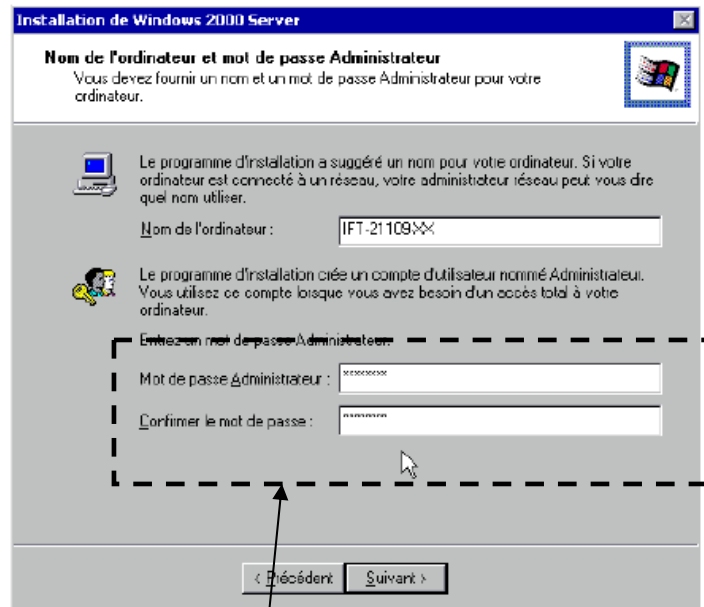 Installation de Windows 2000 Server
Nom de l'ordinateur et mot de passe Administrateur
Vous devez fournir un nom et un mot de passe Administrateur pour votre
ordinateur.
Le programme d'installation a suggéré un nom pour votre ordinateur. Si votre
ordinateur est connecté à un réseau, votre administrateur réseau peut vous dire
quel nom utiliser.
Nom de l'ordinateur : IFT-21109XX
Le programme d'installation crée un compte d'utilisateur nommé Administrateur.
Vous utilisez ce compte lorsque vous avez besoin d'un accès total à votre
ordinateur.
Entrez un mot de passe Administrateur.
Mot de passe Administrateur : ********
Confirmer le mot de passe : ********
< Précédent Suivant >